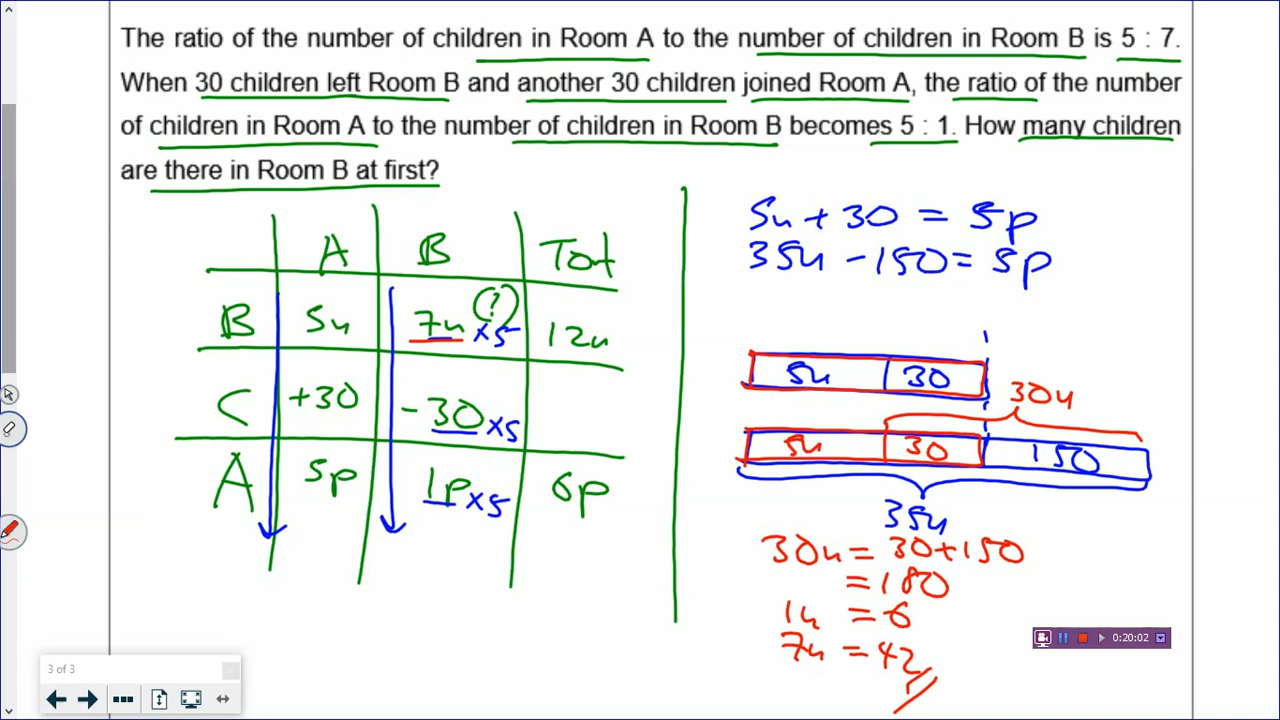 The ratio of the number of children in Room A to the number of children in Room B is 5 : 7.
When 30 children left Room B and another 30 children joined Room A, the ratio of the number
of children in Room A to the number of children in Room B becomes 5 : 1. How many children
are there in Room B at first?
A B Tot
B 5u 7u (?) x5 12u
C +30 -30 x5
A 5p 1p x5 6p
5u + 30 = 5p
35u - 150 = 5p
5u 30
30u
5u 30 150
35u
30u = 30+150
= 180
1u = 6
7u = 42
0:20:02
3 of 3